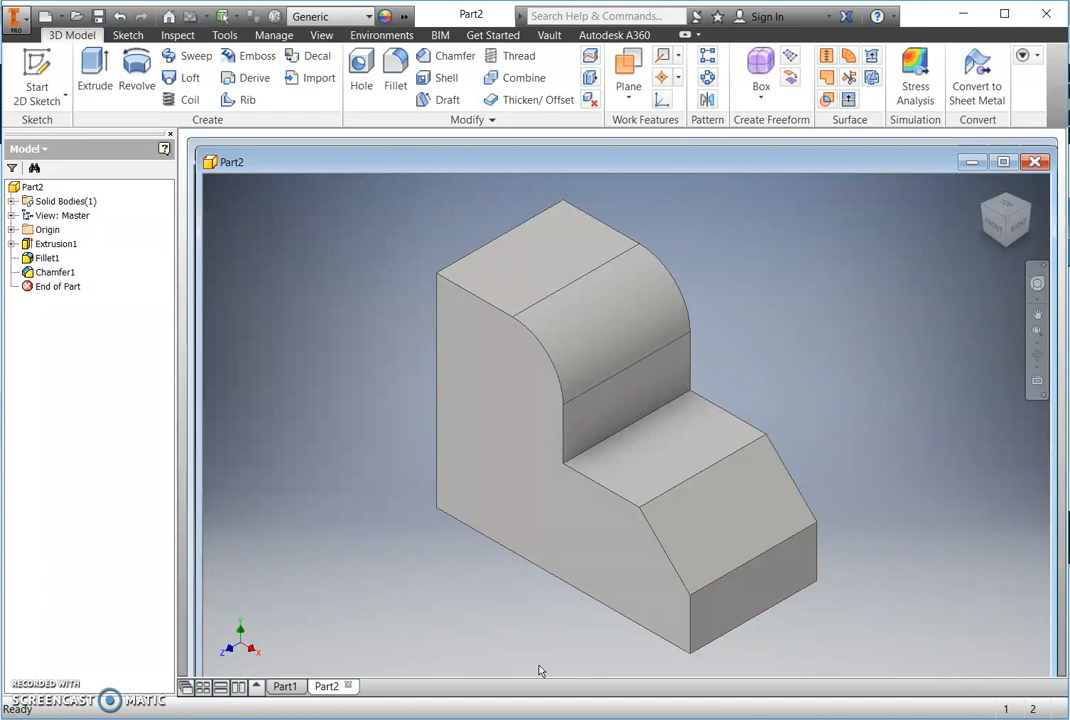 PRO
Generic
Part2
Search Help & Commands...
Sign In
3D Model Sketch Inspect Tools Manage View Environments BIM Get Started Vault Autodesk A360
Start
2D Sketch
Extrude
Revolve
Sweep
Loft
Coil
Emboss
Derive
Rib
Decal
Import
Hole
Fillet
Chamfer
Shell
Draft
Thread
Combine
Thicken/ Offset
Plane
Box
Stress
Analysis
Convert to
Sheet Metal
Sketch Create Modify Work Features Pattern Create Freeform Surface Simulation Convert
Model
Part2
Part2
Solid Bodies(1)
View: Master
Origin
Extrusion1
Fillet1
Chamfer1
End of Part
TOP
FRONT
RIGHT
Y
Z
X
RECORDED WITH
SCREENCAST MATIC
Part1 Part2
Ready
1 2